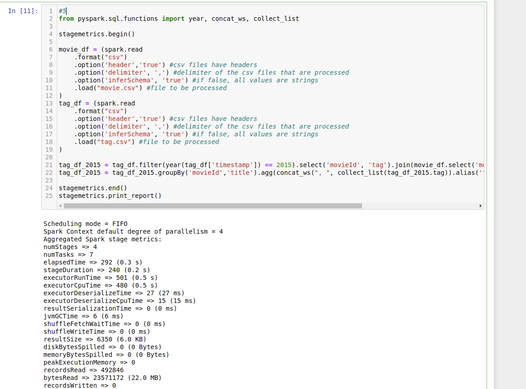 In [11]:
1 #5
2 from pyspark.sql.functions import year, concat_ws, collect_list
3
4 stagemetrics.begin()
5
6 movie_df = (spark.read
7 .format("csv")
8 .option('header','true') #csv files have headers
9 .option('delimiter', ',') #delimiter of the csv files that are processed
10 .option('inferSchema', 'true') #if false, all values are strings
11 .load("movie.csv") #file to be processed
12 )
13 tag_df = (spark.read
14 .format("csv")
15 .option('header','true') #csv files have headers
16 .option('delimiter', ',') #delimiter of the csv files that are processed
17 .option('inferSchema', 'true') #if false, all values are strings
18 .load("tag.csv") #file to be processed
19 )
20
21 tag_df_2015 = tag_df.filter(year(tag_df['timestamp']) == 2015).select('movieId', 'tag').join(movie_df.select('m
22 tag_df_2015 = tag_df_2015.groupBy('movieId','title').agg(concat_ws(", ", collect_list(tag_df_2015.tag)).alias('
23
24 stagemetrics.end()
25 stagemetrics.print_report()
Scheduling mode = FIFO
Spark Context default degree of parallelism = 4
Aggregated Spark stage metrics:
numStages => 4
numTasks => 7
elapsedTime => 292 (0.3 s)
stageDuration => 240 (0.2 s)
executorRunTime => 501 (0.5 s)
executorCpuTime => 480 (0.5 s)
executorDeserializeTime => 27 (27 ms)
executorDeserializeCpuTime => 15 (15 ms)
resultSerializationTime => 0 (0 ms)
jvmGCTime => 6 (6 ms)
shuffleFetchWaitTime => 0 (0 ms)
shuffleWriteTime => 0 (0 ms)
resultSize => 6350 (6.0 KB)
diskBytesSpilled => 0 (0 Bytes)
memoryBytesSpilled => 0 (0 Bytes)
peakExecutionMemory => 0
recordsRead => 492846
bytesRead => 23571172 (22.0 MB)
recordsWritten => 0